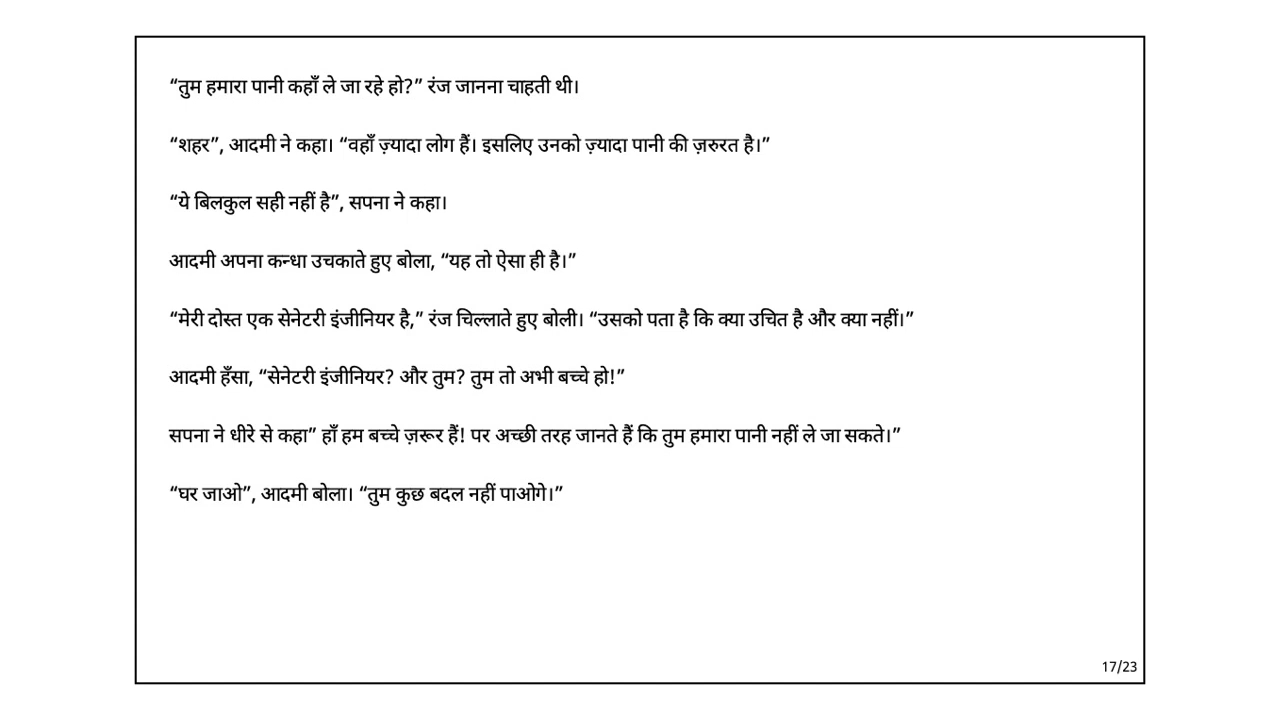 “तुम हमारा पानी कहाँ ले जा रहे हो?” रंज जानना चाहती थी।
“शहर”, आदमी ने कहा। “वहाँ ज़्यादा लोग हैं। इसलिए उनको ज़्यादा पानी की ज़रुरत है।”
“ये बिलकुल सही नहीं है”, सपना ने कहा।
आदमी अपना कन्धा उचकाते हुए बोला, “यह तो ऐसा ही है।”
“मेरी दोस्त एक सेनेटरी इंजीनियर है,” रंज चिल्लाते हुए बोली। “उसको पता है कि क्या उचित है और क्या नहीं।”
आदमी हँसा, “सेनेटरी इंजीनियर? और तुम? तुम तो अभी बच्चे हो!”
सपना ने धीरे से कहा” हाँ हम बच्चे ज़रूर हैं! पर अच्छी तरह जानते हैं कि तुम हमारा पानी नहीं ले जा सकते।”
“घर जाओ”, आदमी बोला। “तुम कुछ बदल नहीं पाओगे।”
17/23